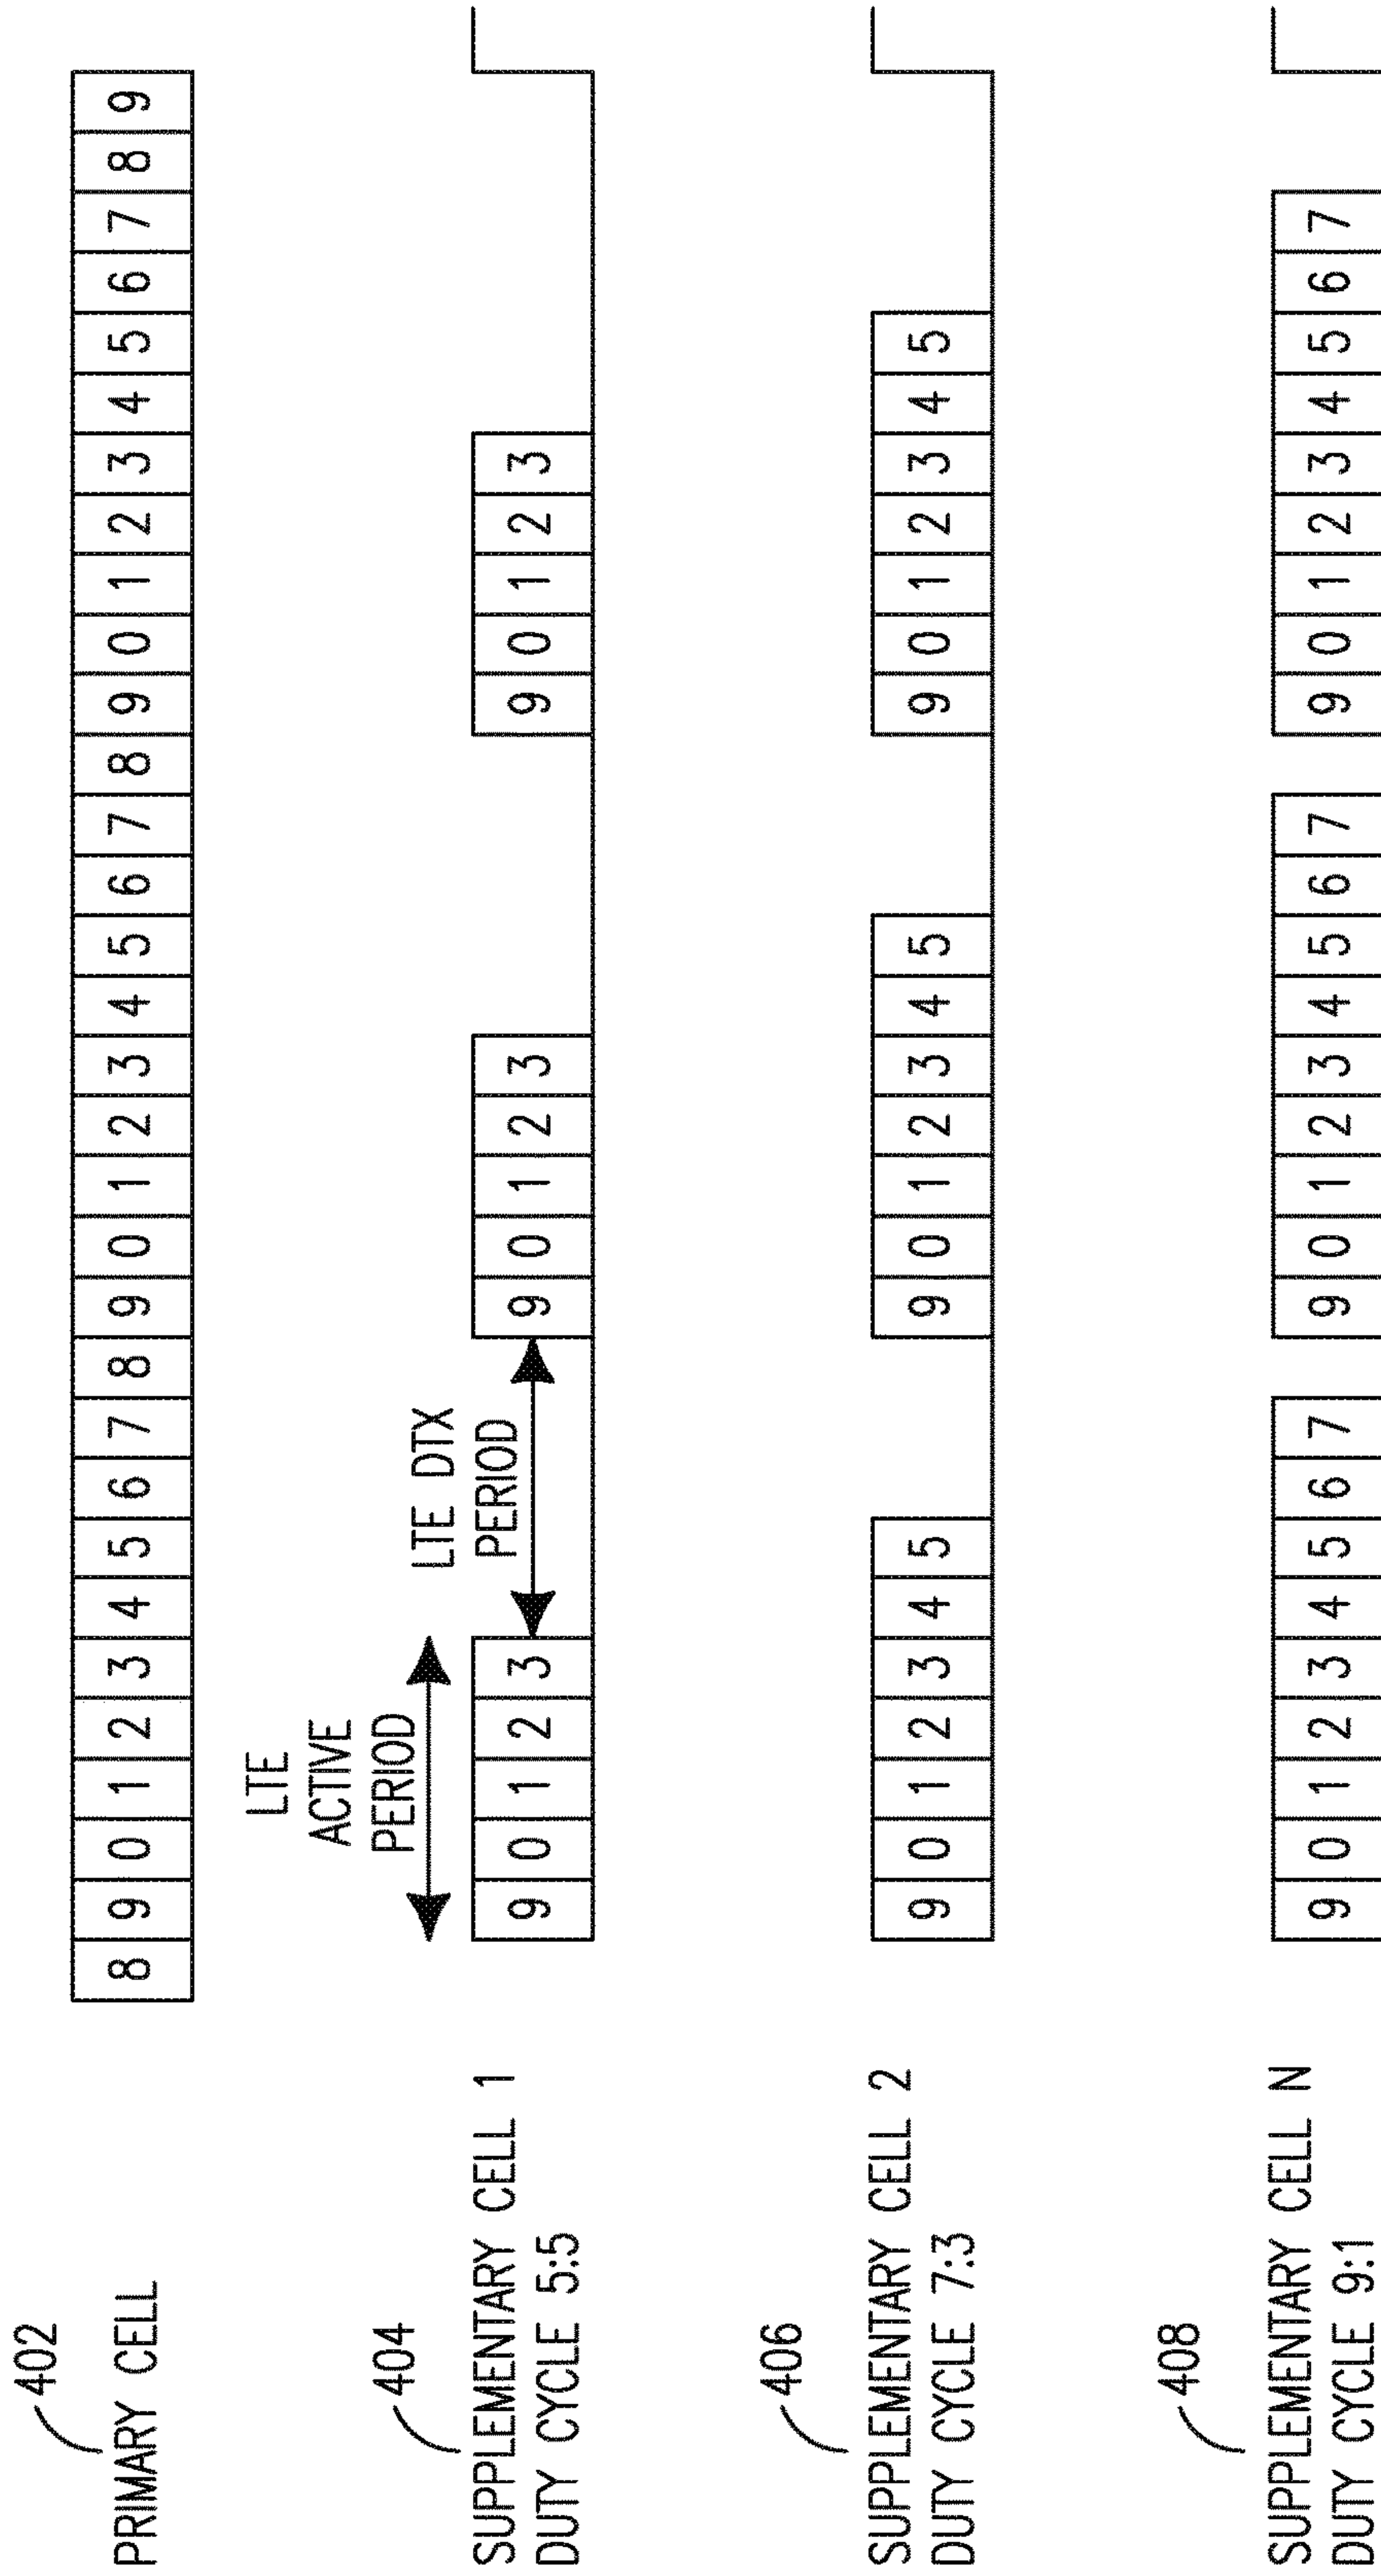 402
PRIMARY CELL
8 9 0 1 2 3 4 5 6 7 8 9 0 1 2 3 4 5 6 7 8 9 0 1 2 3 4 5 6 7 8 9
LTE
ACTIVE
PERIOD
LTE DTX
PERIOD
404
SUPPLEMENTARY CELL 1
DUTY CYCLE 5:5
9 0 1 2 3 9 0 1 2 3 9 0 1 2 3
406
SUPPLEMENTARY CELL 2
DUTY CYCLE 7:3
9 0 1 2 3 4 5 9 0 1 2 3 4 5 9 0 1 2 3 4 5
408
SUPPLEMENTARY CELL N
DUTY CYCLE 9:1
9 0 1 2 3 4 5 6 7 9 0 1 2 3 4 5 6 7 9 0 1 2 3 4 5 6 7